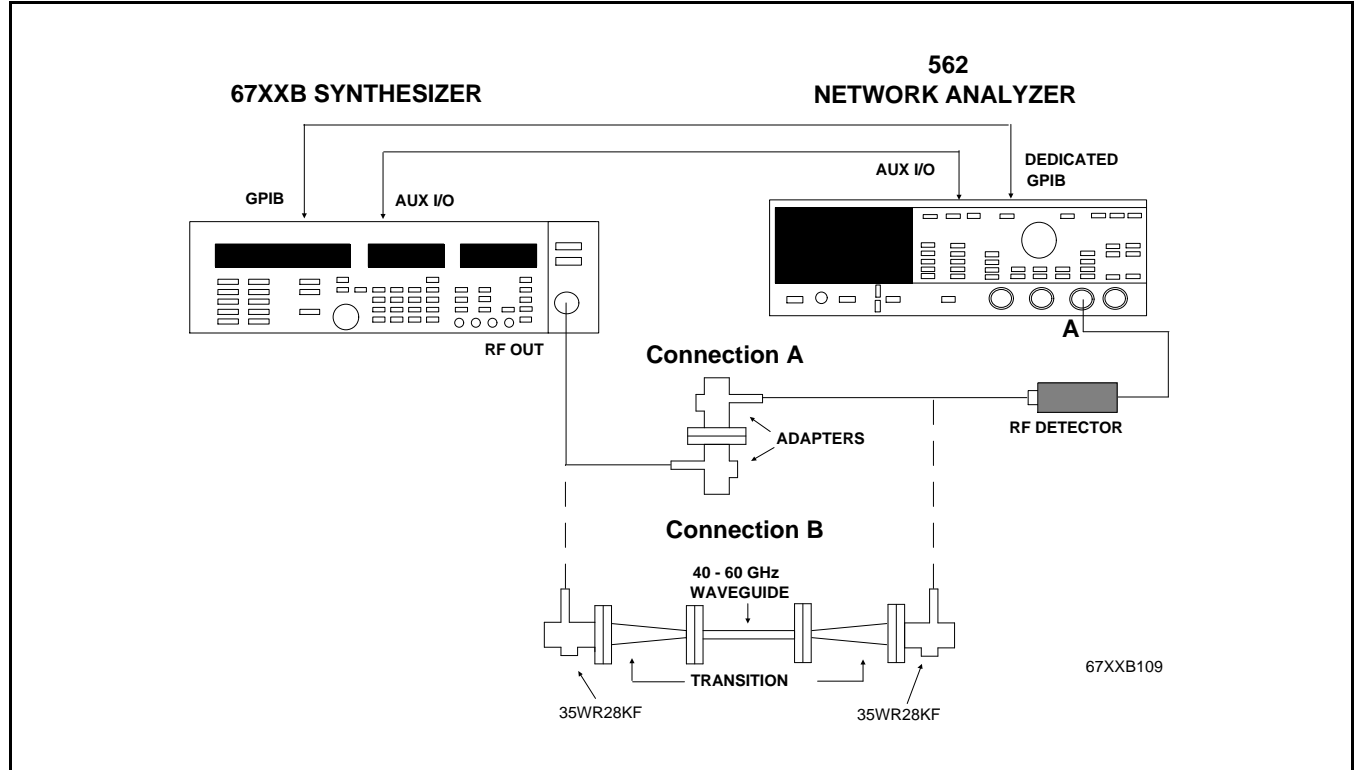 562
67XXB SYNTHESIZER
NETWORK ANALYZER
GPIB
AUX I/O
AUX I/O
DEDICATED
GPIB
RF OUT
A
Connection A
ADAPTERS
RF DETECTOR
Connection B
40 - 60 GHz
WAVEGUIDE
TRANSITION
35WR28KF
35WR28KF
67XXB109